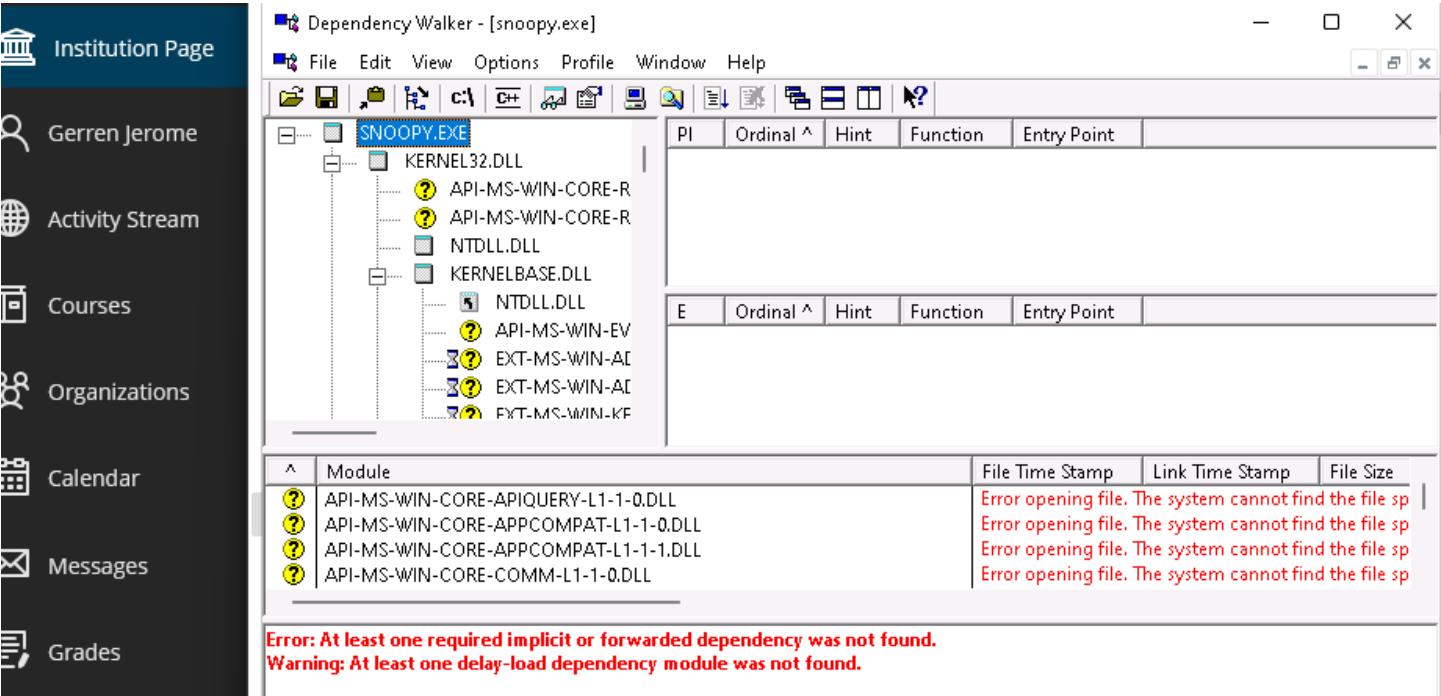 Institution Page
Gerren Jerome
Activity Stream
Courses
Organizations
Calendar
Messages
Grades
Dependency Walker - [snoopy.exe]
File Edit View Options Profile Window Help
c:\ C++
SNOOPY.EXE
KERNEL32.DLL
API-MS-WIN-CORE-R
API-MS-WIN-CORE-R
NTDLL.DLL
KERNELBASE.DLL
NTDLL.DLL
API-MS-WIN-EV
EXT-MS-WIN-AD
EXT-MS-WIN-AD
EXT-MS-WIN-KE
PI Ordinal ^ Hint Function Entry Point
E Ordinal ^ Hint Function Entry Point
^ Module File Time Stamp Link Time Stamp File Size
API-MS-WIN-CORE-APIQUERY-L1-1-0.DLL Error opening file. The system cannot find the file sp
API-MS-WIN-CORE-APPCOMPAT-L1-1-0.DLL Error opening file. The system cannot find the file sp
API-MS-WIN-CORE-APPCOMPAT-L1-1-1.DLL Error opening file. The system cannot find the file sp
API-MS-WIN-CORE-COMM-L1-1-0.DLL Error opening file. The system cannot find the file sp
Error: At least one required implicit or forwarded dependency was not found.
Warning: At least one delay-load dependency module was not found.